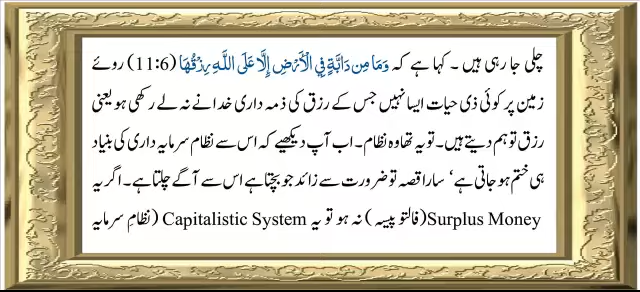 چلی جا رہی ہیں ۔ کہا ہے کہ وَمَا مِن دَابَّةٍ فِي الْأَرْضِ إِلَّا عَلَى اللَّهِ رِزْقُهَا (11:6) روئے
زمین پر کوئی ذی حیات ایسا نہیں جس کے رزق کی ذمہ داری خدا نے نہ لے رکھی ہو یعنی
رزق تو ہم دیتے ہیں۔ تو یہ تھا وہ نظام۔ اب آپ دیکھیے کہ اس سے نظام سرمایہ داری کی بنیاد
ہی ختم ہو جاتی ہے‘ سارا قصہ تو ضرورت سے زائد جو بچتا ہے اس سے آگے چلتا ہے۔ اگر یہ
Surplus Money(فالتو پیسہ ) نہ ہو تو یہ Capitalistic System (نظامِ سرمایہ